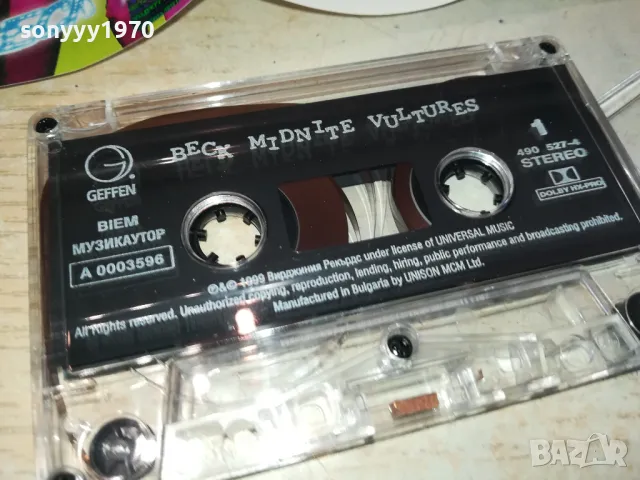 sonyyy1970
BECK MIDNITE VULTURES
G.
GEFFEN
1
490 527-4
STEREO
DOLBY HX-PRO
BIEM
МУЗИКАУТОР
A 0003596
℗&© 1999 Вирджиния Рекърдс under license of UNIVERSAL MUSIC
All rights reserved. Unauthorized copying, reproduction, lending, hiring, public performance and broadcasting prohibited.
Manufactured in Bulgaria by UNISON MCM Ltd.
BAZAR